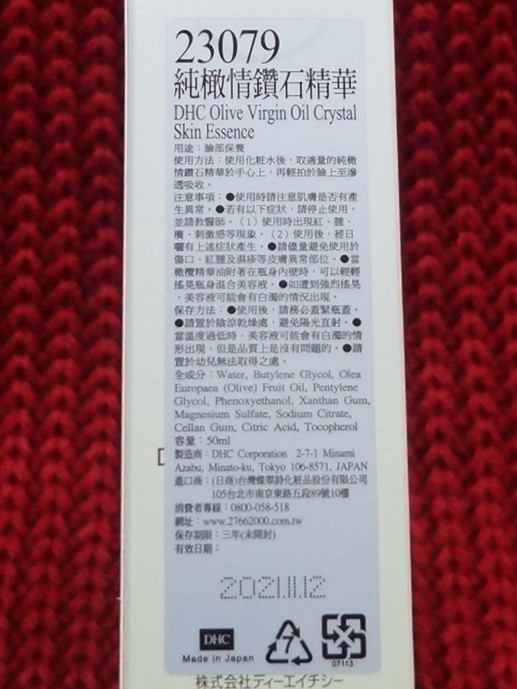 23079
純橄情鑽石精華
DHC Olive Virgin Oil Crystal
Skin Essence
用途：臉部保養
使用方法：使用化粧水後，取適量的純橄
情鑽石精華於手心上，再輕拍於臉上至滲
透吸收。
注意事項：●使用時請注意肌膚是否有產
生異常。●若有以下症狀，請停止使用，
並請教醫師。（1）使用時出現紅、腫、
癢、刺激感等現象。（2）使用後，經日
曬有上述症狀產生。●請儘量避免使用於
傷口、紅腫及濕疹等皮膚異常部位。●當
橄欖精華油附著在瓶身內壁時，可以輕輕
搖晃瓶身混合美容液。●如遭到強烈搖晃
，美容液可能會有白濁的情況出現。
保存方法：●使用後，請務必蓋緊瓶蓋。
●請置於陰涼乾燥處，避免陽光直射。●
當溫度過低時，美容液可能會有白濁的情
形出現，但是品質上是沒有問題的。●請
置於幼兒無法取得之處。
全成分：Water, Butylene Glycol, Olea
Europaea (Olive) Fruit Oil, Pentylene
Glycol, Phenoxyethanol, Xanthan Gum,
Magnesium Sulfate, Sodium Citrate,
Cellan Gum, Citric Acid, Tocopherol
容量：50ml
製造商：DHC Corporation 2-7-1 Minami
Azabu, Minato-ku, Tokyo 106-8571, JAPAN
進口商：(日商)台灣蝶翠詩化粧品股份有限公司
105台北市南京東路五段89號10樓
消費者專線：0800-058-518
網址：www.27662000.com.tw
保存期限：三年(未開封)
有效日期：
2021.11.12
DHC
Made in Japan
7
07113
株式会社ディーエイチシー